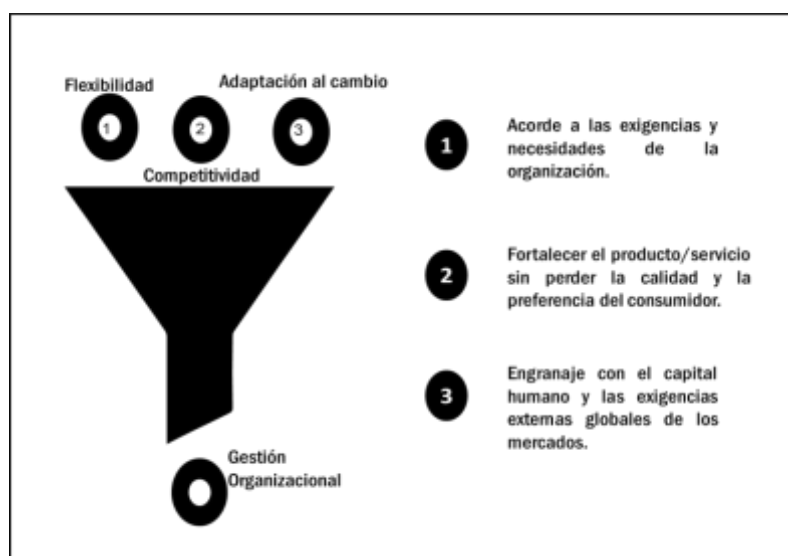 Flexibilidad
Adaptación al cambio
1
2
3
Competitividad
Gestión
Organizacional
1
Acorde a las exigencias y
necesidades de la
organización.
2
Fortalecer el producto/servicio
sin perder la calidad y la
preferencia del consumidor.
3
Engranaje con el capital
humano y las exigencias
externas globales de los
mercados.